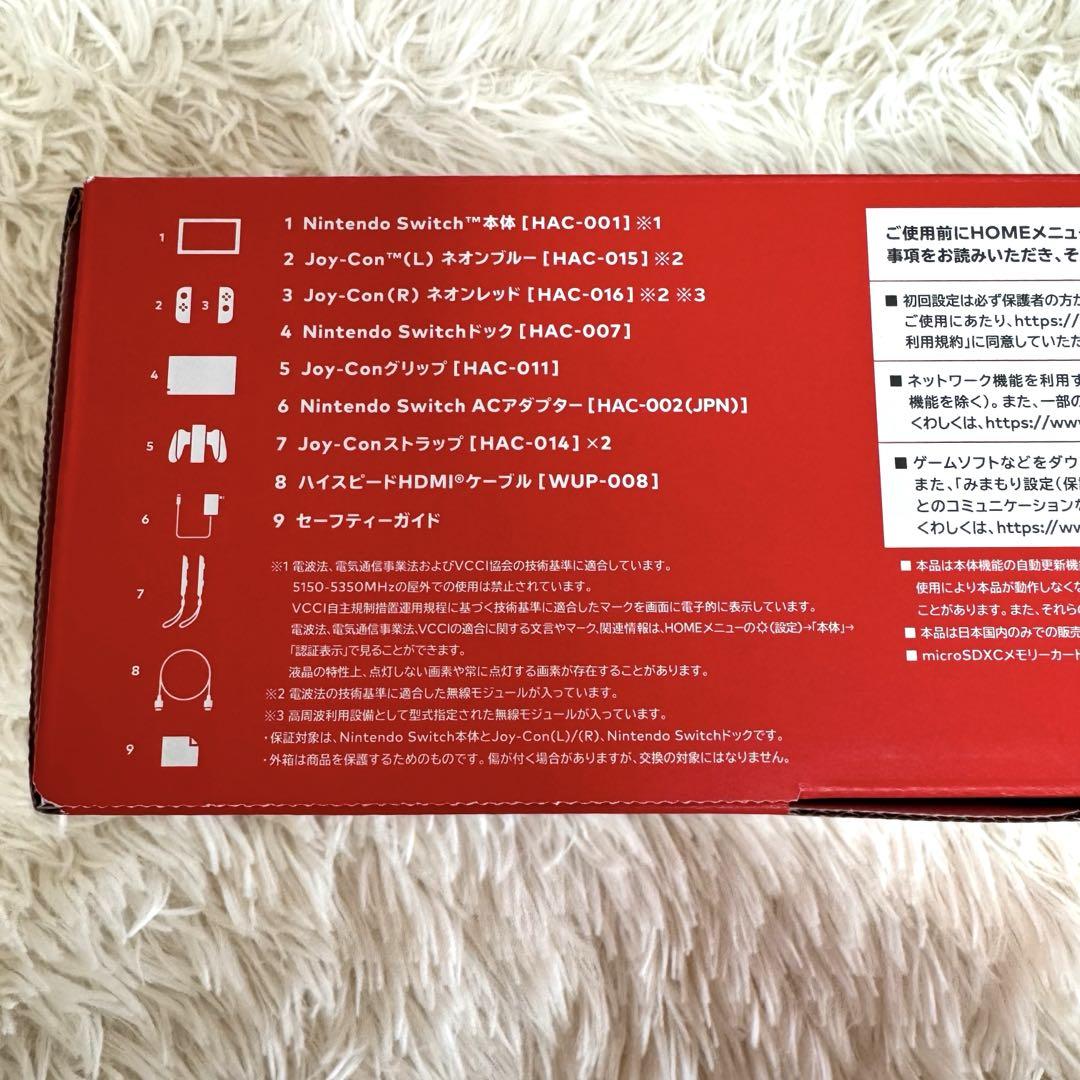 1 Nintendo Switch™本体 [HAC-001] ※1
2 Joy-Con™(L) ネオンブルー [HAC-015] ※2
3 Joy-Con(R) ネオンレッド [HAC-016] ※2 ※3
4 Nintendo Switchドック [HAC-007]
5 Joy-Conグリップ [HAC-011]
6 Nintendo Switch ACアダプター [HAC-002(JPN)]
7 Joy-Conストラップ [HAC-014] ×2
8 ハイスピードHDMI®ケーブル [WUP-008]
9 セーフティーガイド
1
2 3
4
5
6
7
8
9
※1 電波法、電気通信事業法およびVCCI協会の技術基準に適合しています。
5150-5350MHzの屋外での使用は禁止されています。
VCCI自主規制措置運用規程に基づく技術基準に適合したマークを画面に電子的に表示しています。
電波法、電気通信事業法、VCCIの適合に関する文言やマーク、関連情報は、HOMEメニューの(設定)→「本体」→
「認証表示」で見ることができます。
液晶の特性上、点灯しない画素や常に点灯する画素が存在することがあります。
※2 電波法の技術基準に適合した無線モジュールが入っています。
※3 高周波利用設備として型式指定された無線モジュールが入っています。
・保証対象は、Nintendo Switch本体とJoy-Con(L)/(R)、Nintendo Switchドックです。
・外箱は商品を保護するためのものです。傷が付く場合がありますが、交換の対象にはなりません。
ご使用前にHOMEメニュ
事項をお読みいただき、そ
■ 初回設定は必ず保護者の方が
ご使用にあたり、https://
利用規約」に同意していただ
■ ネットワーク機能を利用す
機能を除く)。また、一部の
くわしくは、https://ww
■ ゲームソフトなどをダウ
また、「みまもり設定(保
とのコミュニケーション
くわしくは、https://w
■ 本品は本体機能の自動更新機
使用により本品が動作しなく
ことがあります。また、それら
■ 本品は日本国内のみでの販売
■ microSDXCメモリーカード